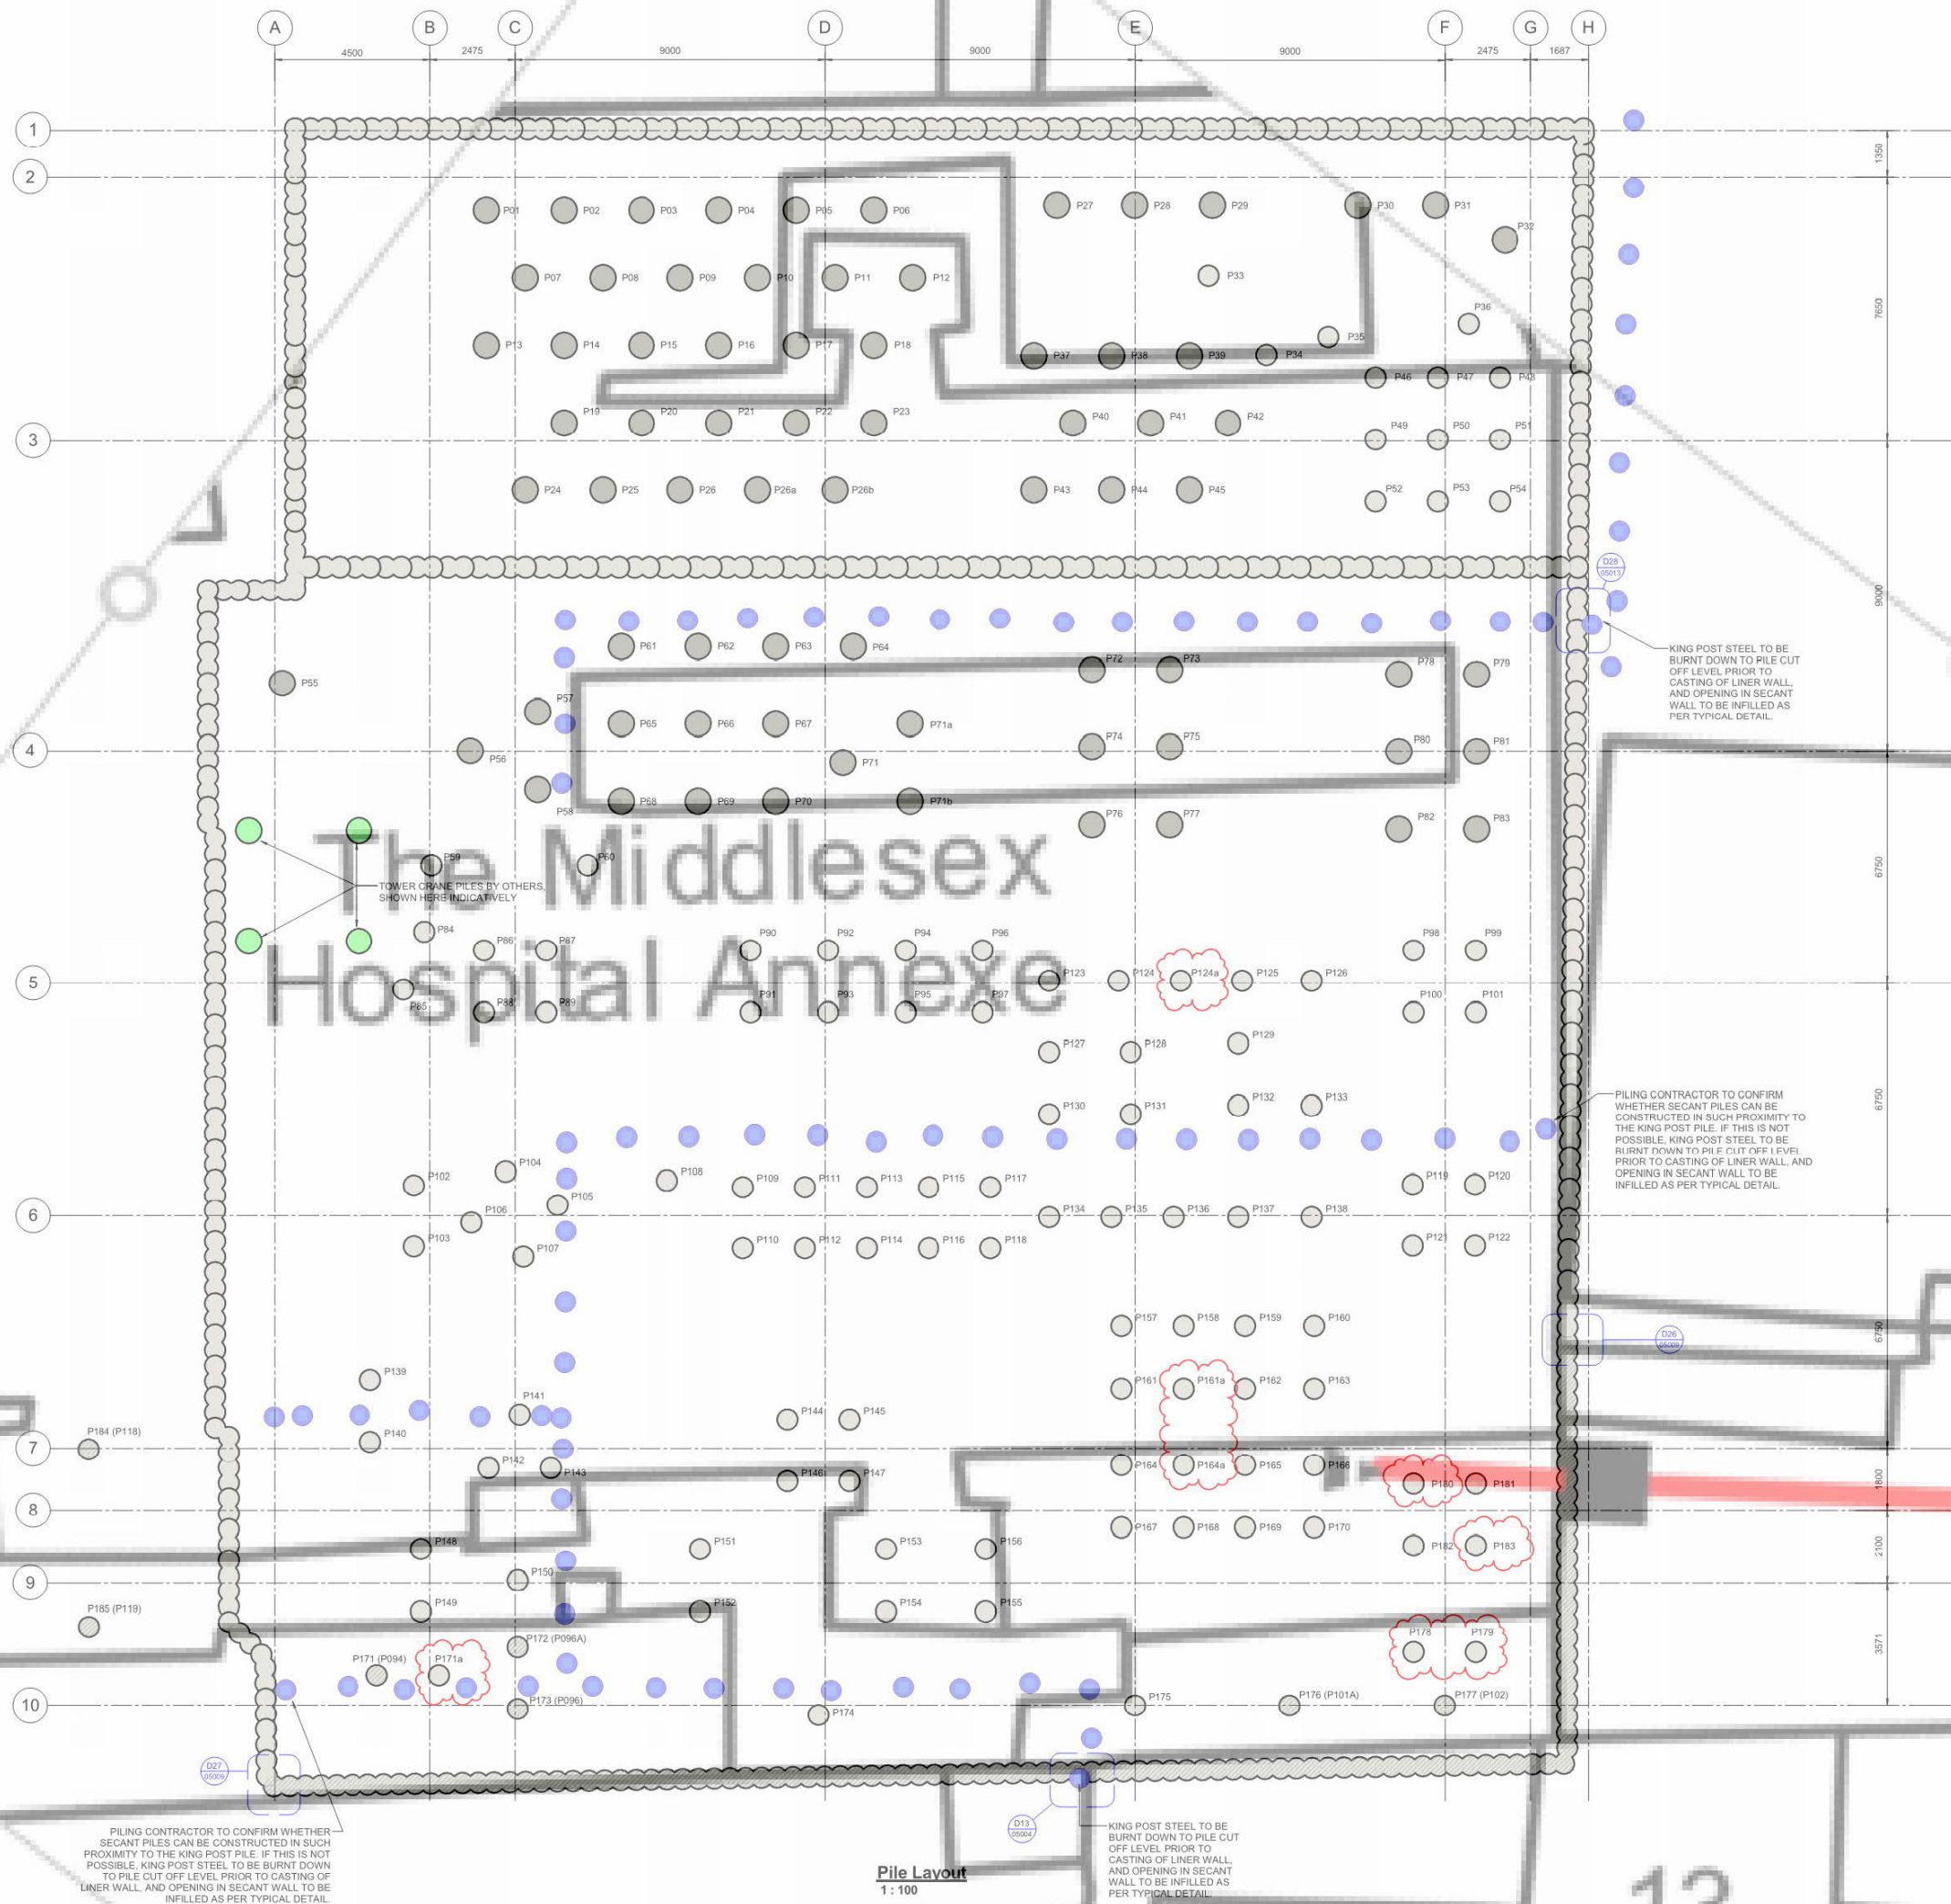 A B C D E F G H
4500 2475 9000 9000 9000 2475 1687
1
1350
2
P27 P28 P29 P30 P31
P01 P02 P03 P04 P05 P06
P32
P07 P08 P09 P10 P11 P12 P33
7650
P36
P35
P13 P14 P15 P16 P17 P18
P37 P38 P39 P34
P46 P47 P48
P19 P20 P21 P22 P23 P40 P41 P42
P49 P50 P51
3
P24 P25 P26 P26a P26b P43 P44 P45 P52 P53 P54
D28
05013
9000
P61 P62 P63 P64
KING POST STEEL TO BE
BURNT DOWN TO PILE CUT
OFF LEVEL PRIOR TO
CASTING OF LINER WALL,
AND OPENING IN SECANT
WALL TO BE INFILLED AS
PER TYPICAL DETAIL.
P72 P73 P78 P79
P55
P57
P65 P66 P67 P71a
P74 P75 P80 P81
4
P56
P71
P68 P69 P70 P71b
P58
P76 P77 P82 P83
The Middlesex
P59 P60
6750
TOWER CRANE PILES BY OTHERS,
SHOWN HERE INDICATIVELY
P84
P86 P87 P90 P92 P94 P96 P98 P99
Hospital Annexe
5
P123 P124 P124a P125 P126
P85
P88 P89 P91 P93 P95 P97 P100 P101
P127 P128 P129
P130 P131 P132 P133
6750
PILING CONTRACTOR TO CONFIRM
WHETHER SECANT PILES CAN BE
CONSTRUCTED IN SUCH PROXIMITY TO
THE KING POST PILE. IF THIS IS NOT
POSSIBLE, KING POST STEEL TO BE
BURNT DOWN TO PILE CUT OFF LEVEL
PRIOR TO CASTING OF LINER WALL, AND
OPENING IN SECANT WALL TO BE
INFILLED AS PER TYPICAL DETAIL.
P102 P104 P108 P109 P111 P113 P115 P117 P119 P120
P105
6
P106 P134 P135 P136 P137 P138
P103 P107 P110 P112 P114 P116 P118 P121 P122
P157 P158 P159 P160
6750
D26
05009
P139
P161 P161a P162 P163
P141
P144 P145
P184 (P118)
P140
7
P142 P143 P146 P147
P164 P164a P165 P166
P180 P181
1800
8
P167 P168 P169 P170
P148 P151 P153 P156 P182 P183
2100
P150
9
P185 (P119)
P149 P152 P154 P155
P172 (P096A)
P178 P179
3571
P171 (P094) P171a
P173 (P096)
10
P174 P175 P176 (P101A) P177 (P102)
D27
05009
D13
05004
PILING CONTRACTOR TO CONFIRM WHETHER
SECANT PILES CAN BE CONSTRUCTED IN SUCH
PROXIMITY TO THE KING POST PILE. IF THIS IS NOT
POSSIBLE, KING POST STEEL TO BE BURNT DOWN
TO PILE CUT OFF LEVEL PRIOR TO CASTING OF
LINER WALL, AND OPENING IN SECANT WALL TO BE
INFILLED AS PER TYPICAL DETAIL.
KING POST STEEL TO BE
BURNT DOWN TO PILE CUT
OFF LEVEL PRIOR TO
CASTING OF LINER WALL,
AND OPENING IN SECANT
WALL TO BE INFILLED AS
PER TYPICAL DETAIL.
Pile Layout
1 : 100